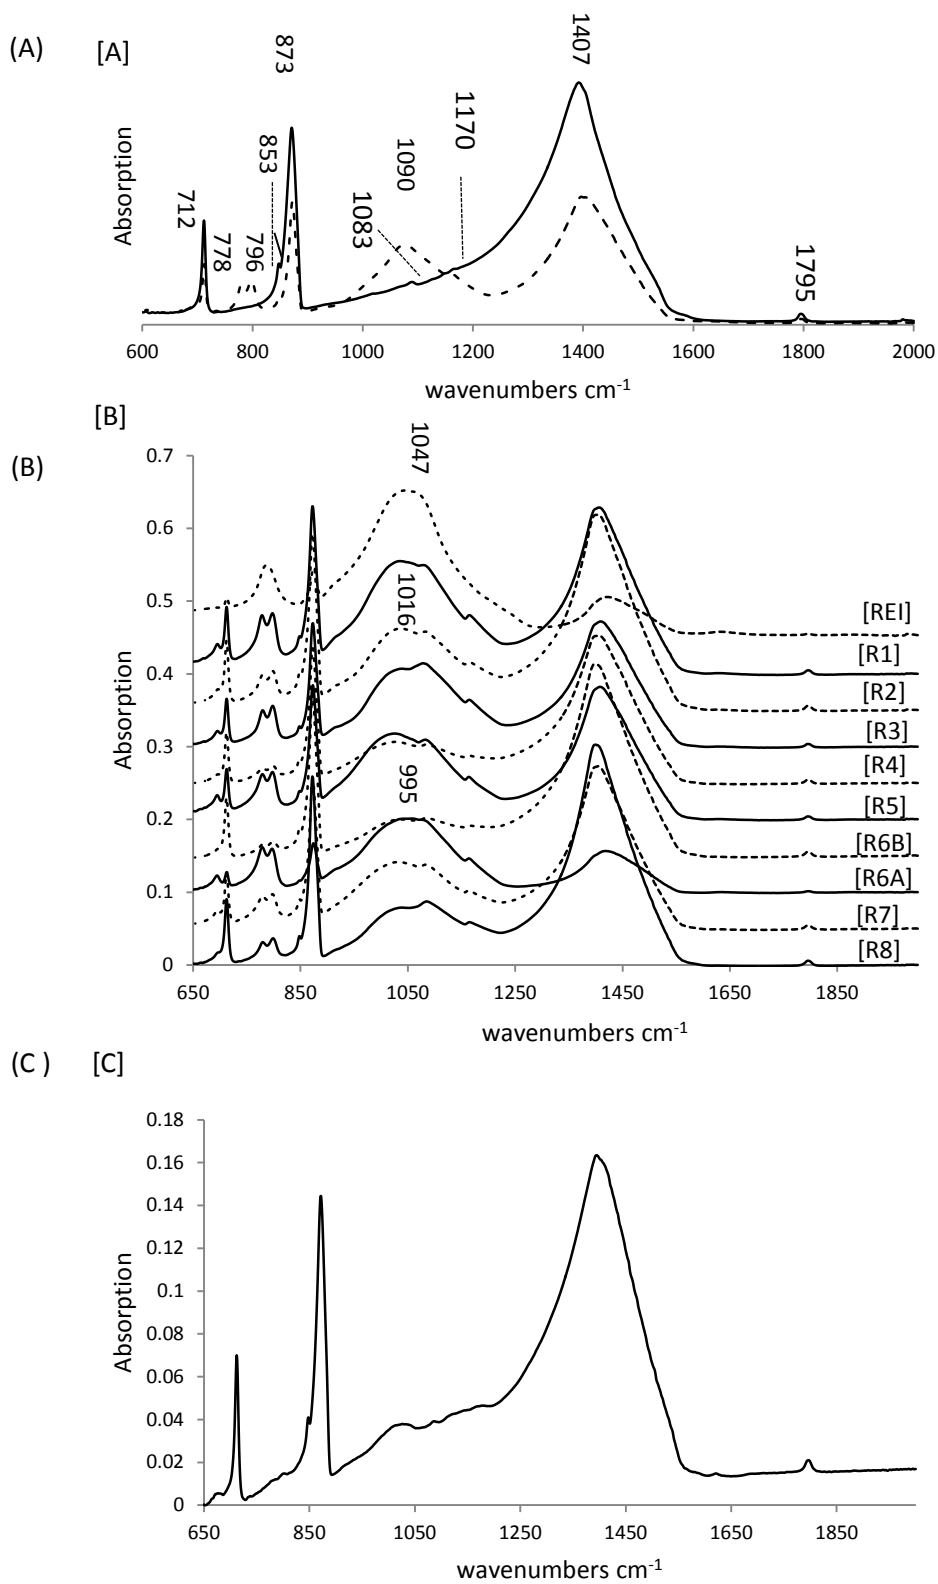 (A) [A]
873
1407
853
1170
1090
712
1083
778
796
1795
Absorption
600 800 1000 1200 1400 1600 1800 2000
wavenumbers cm-1
[B]
(B)
1047
0.7
0.6
0.5
0.4
0.3
0.2
0.1
0
Absorption
1016
995
[REI]
[R1]
[R2]
[R3]
[R4]
[R5]
[R6B]
[R6A]
[R7]
[R8]
650 850 1050 1250 1450 1650 1850
wavenumbers cm-1
(C ) [C]
0.18
0.16
0.14
0.12
0.1
0.08
0.06
0.04
0.02
0
Absorption
650 850 1050 1250 1450 1650 1850
wavenumbers cm-1